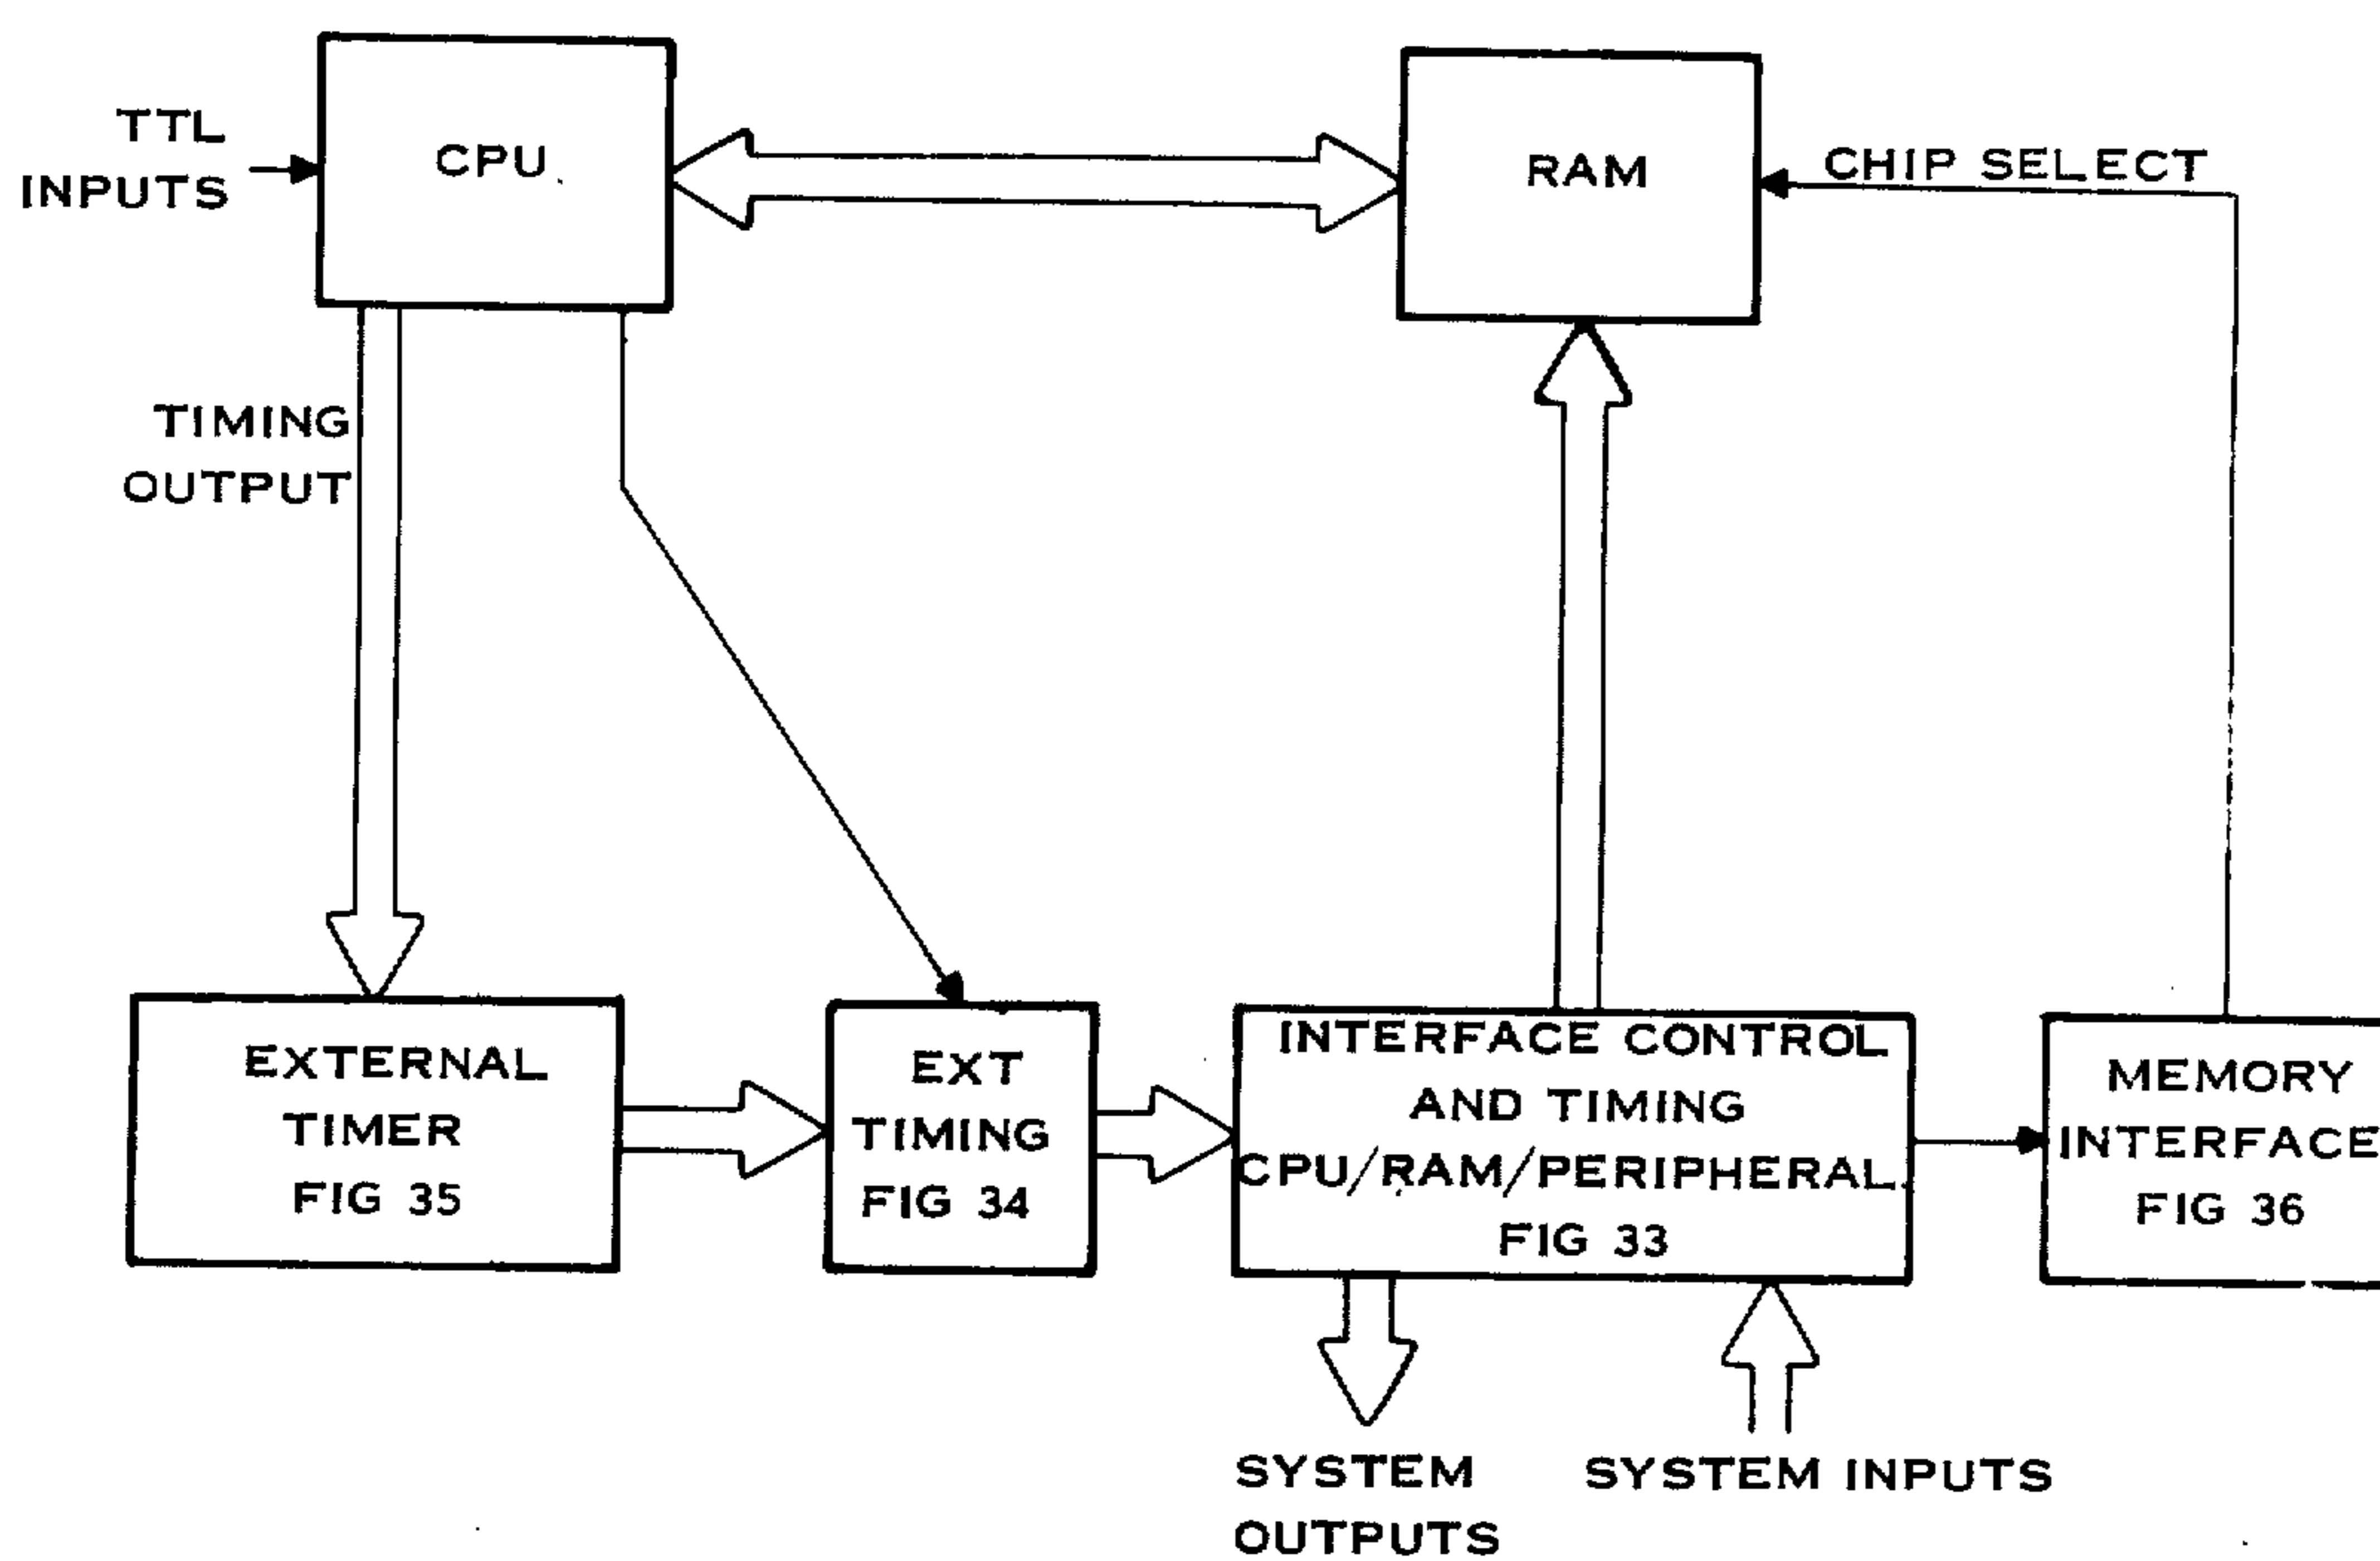 TTL
INPUTS
CPU
RAM
CHIP SELECT
TIMING
OUTPUT
EXTERNAL
TIMER
FIG 35
EXT
TIMING
FIG 34
INTERFACE CONTROL
AND TIMING
CPU/RAM/PERIPHERAL
FIG 33
MEMORY
INTERFACE
FIG 36
SYSTEM
OUTPUTS
SYSTEM INPUTS